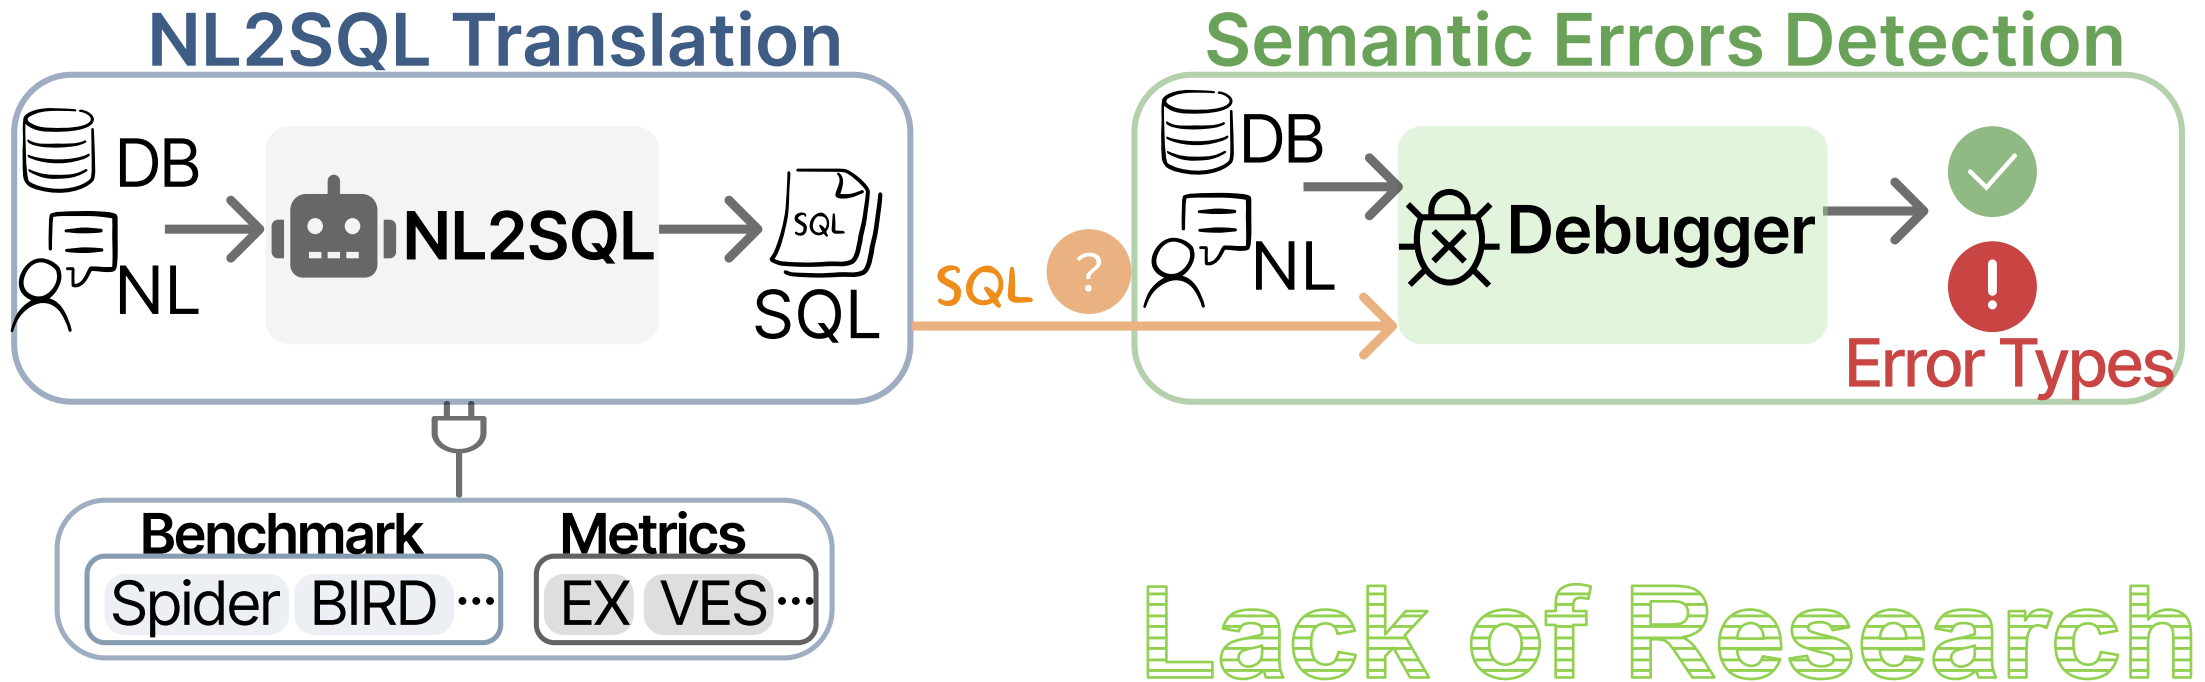 NL2SQL Translation
DB
NL
NL2SQL
SQL
SQL
SQL
?
Semantic Errors Detection
DB
NL
Debugger
!
Error Types
Benchmark
Spider BIRD ...
Metrics
EX VES ...
Lack of Research